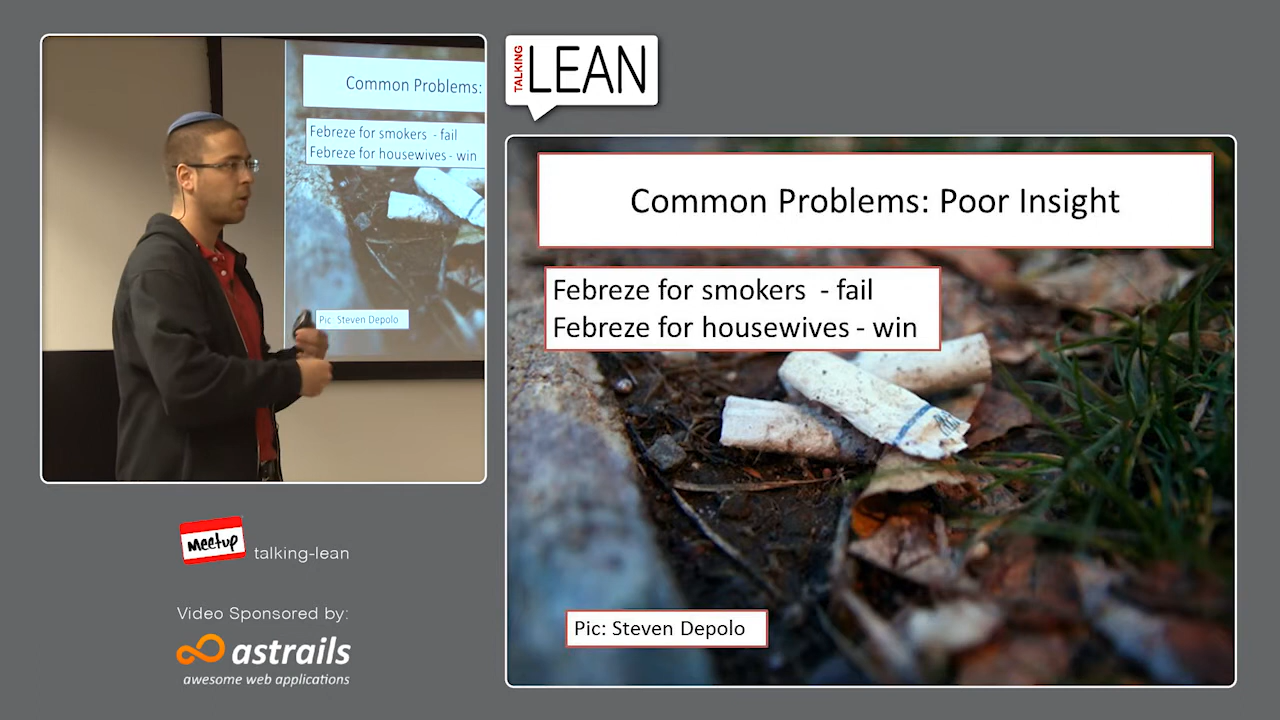 Common Problems:
Febreze for smokers - fail
Febreze for housewives - win
Pic: Steven Depolo
TALKING
LEAN
Common Problems: Poor Insight
Febreze for smokers - fail
Febreze for housewives - win
Pic: Steven Depolo
meetup talking-lean
Video Sponsored by:
astrails
awesome web applications